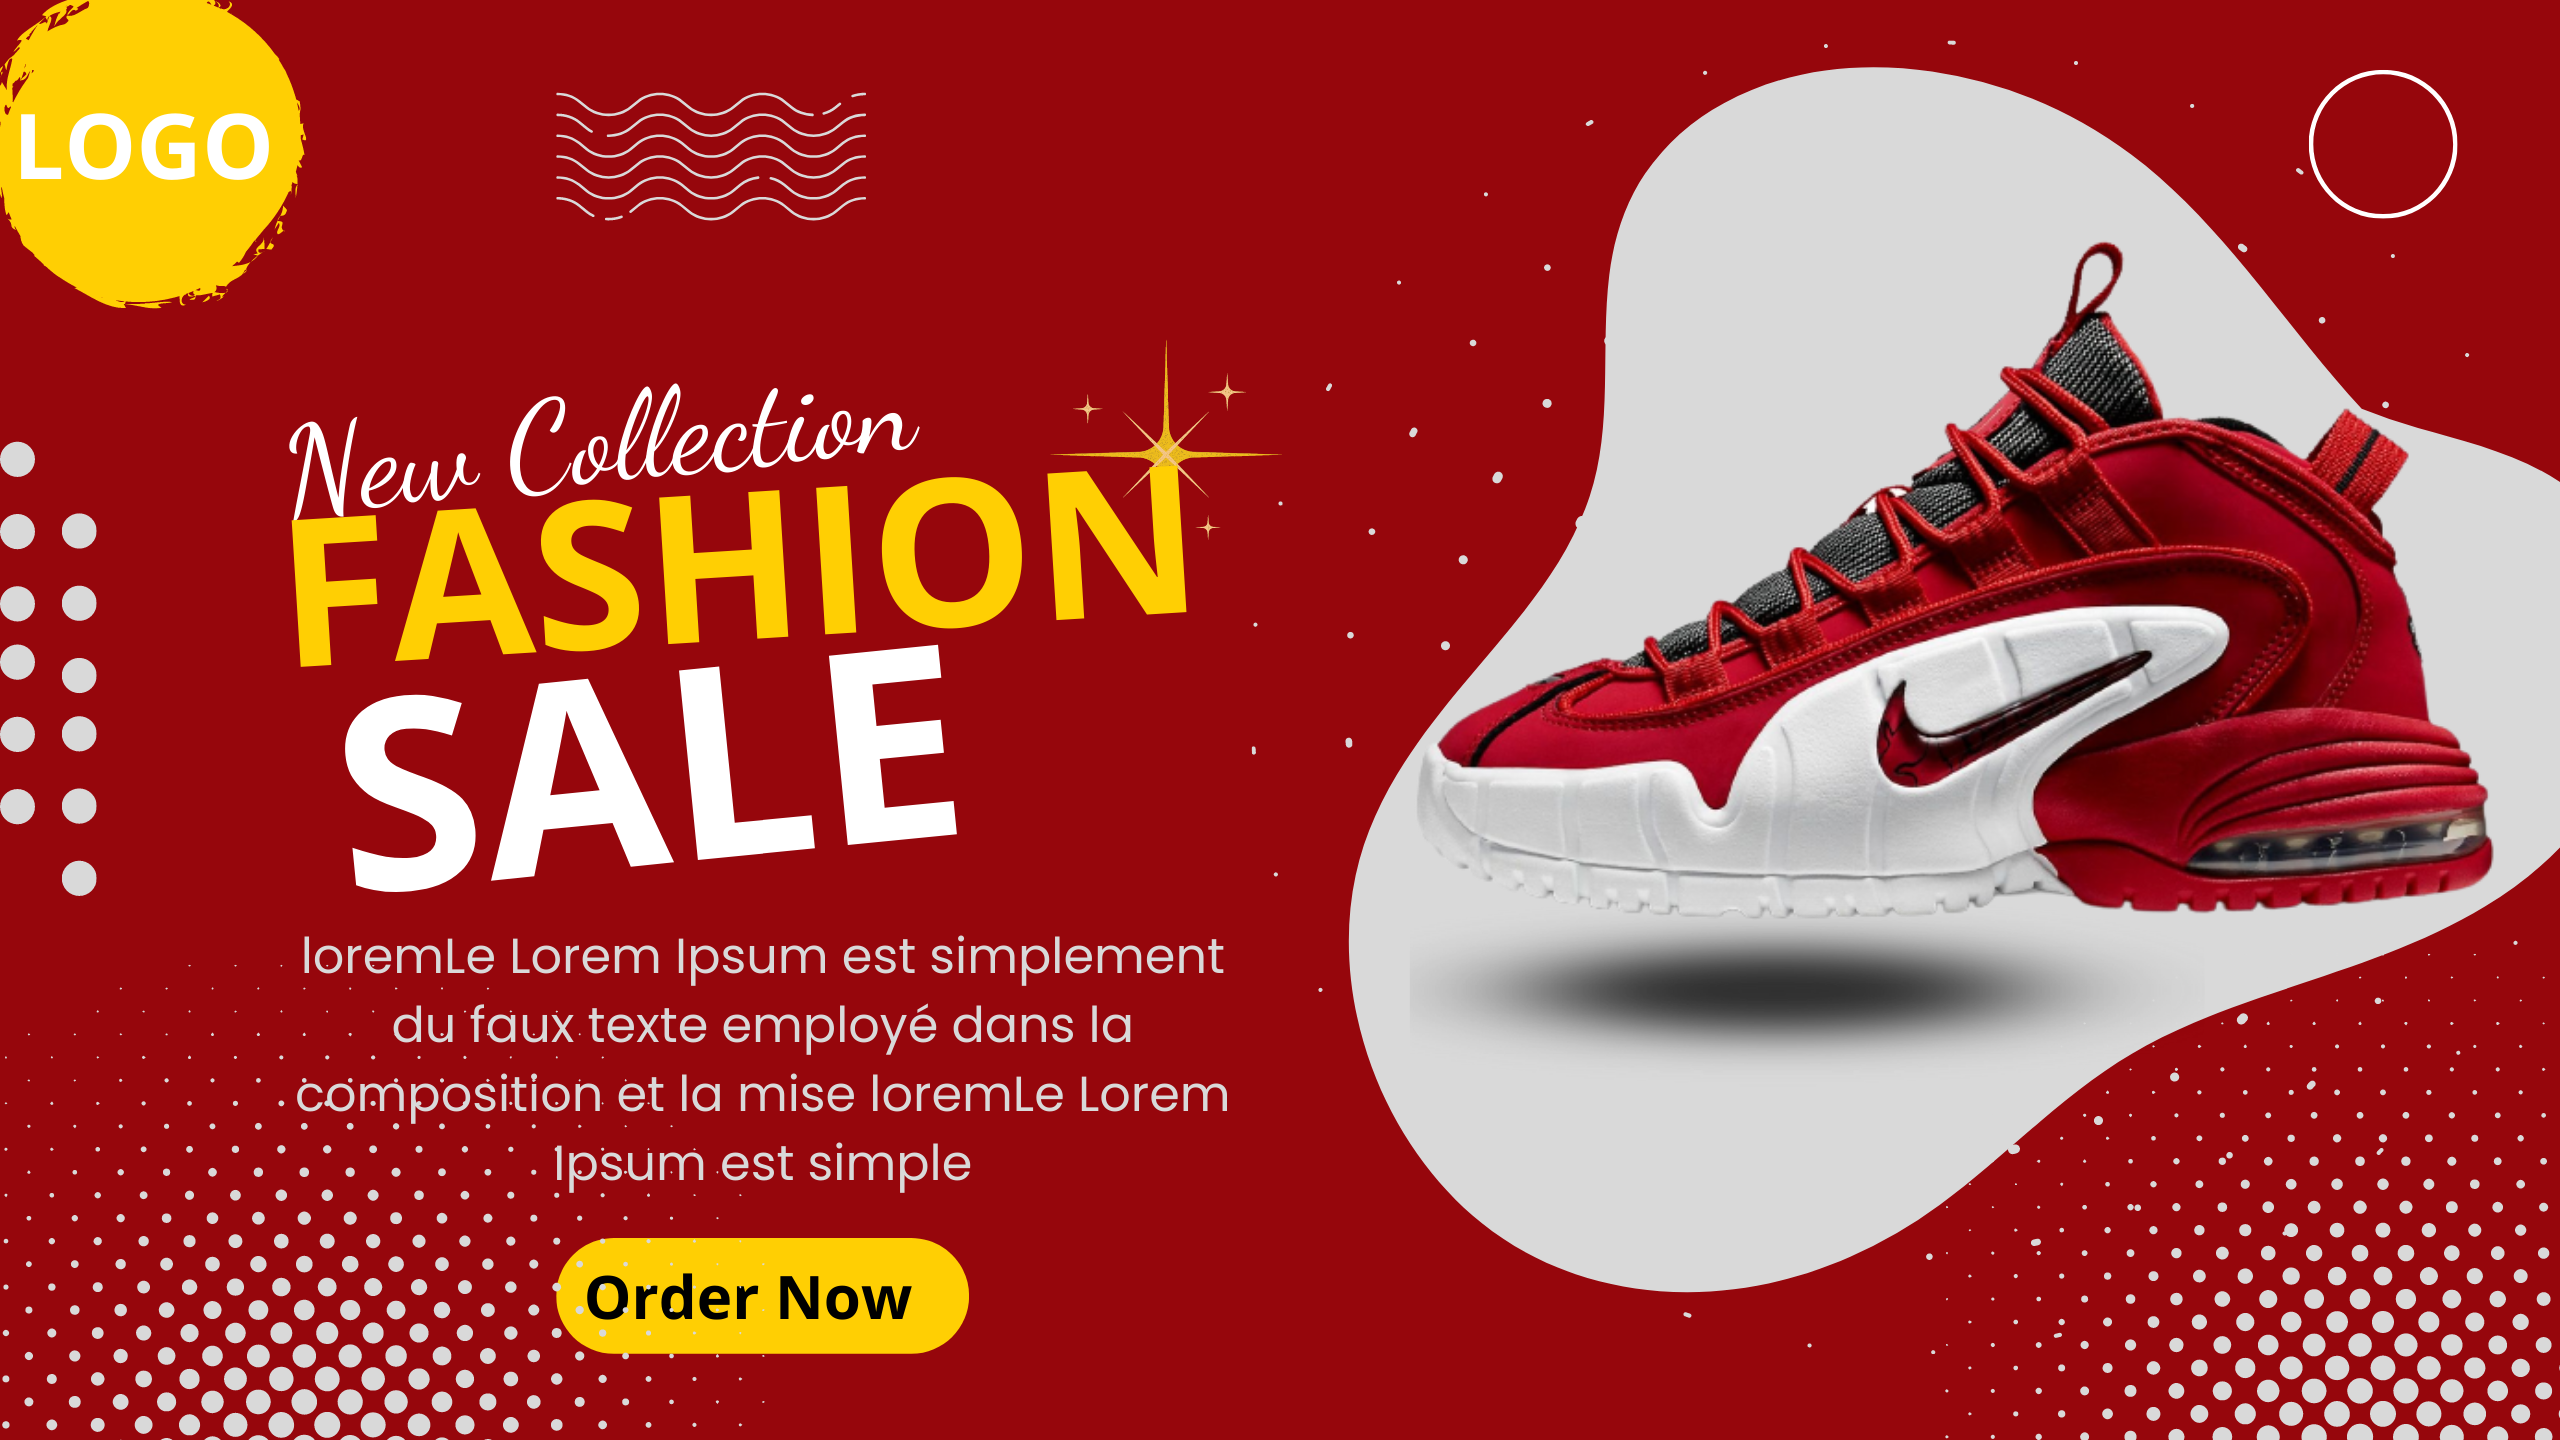 LOGO
New Collection
FASHION
SALE
loremLe Lorem Ipsum est simplement
du faux texte employé dans la
composition et la mise loremLe Lorem
Ipsum est simple
Order Now